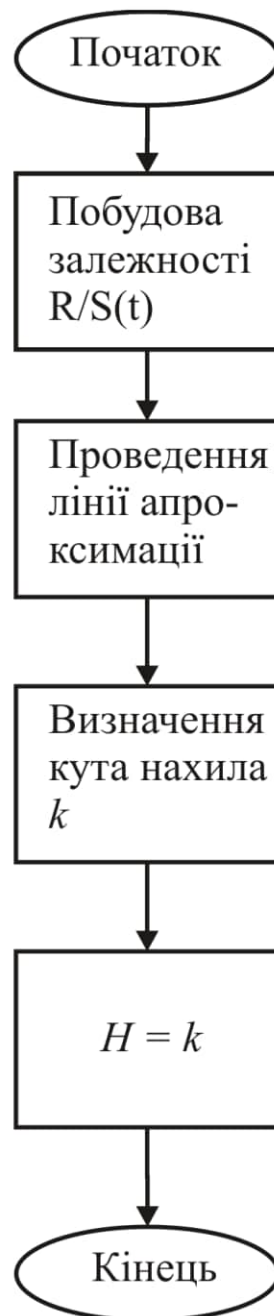 Початок
Побудова
залежності
R/S(t)
Проведення
лінії апро-
ксимації
Визначення
кута нахила
k
H = k
Кінець